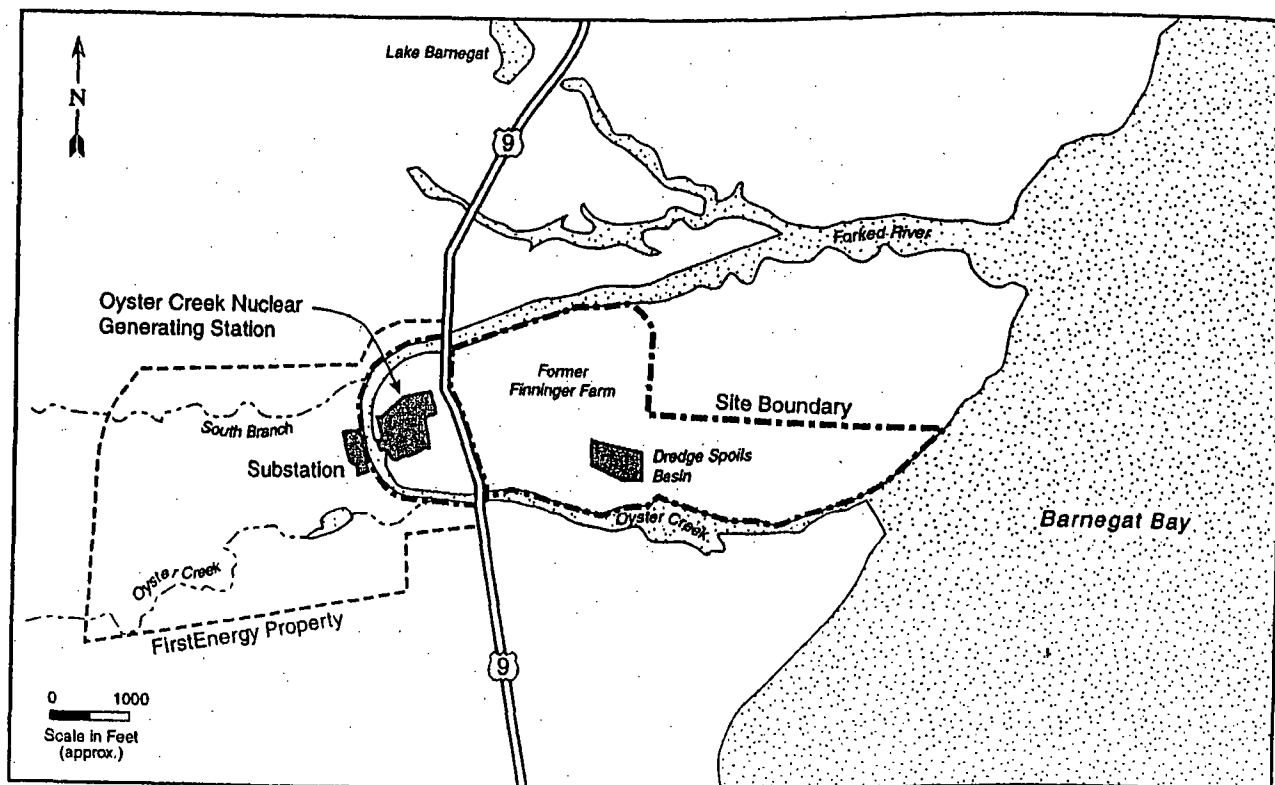 Lake Barnegat
N
9
Forked River
Oyster Creek Nuclear
Generating Station
Former
Finninger Farm
Site Boundary
South Branch
Substation
Dredge Spoils
Basin
Oyster Creek
Barnegat Bay
Oyster Creek
FirstEnergy Property
9
0 1000
Scale in Feet
(approx.)